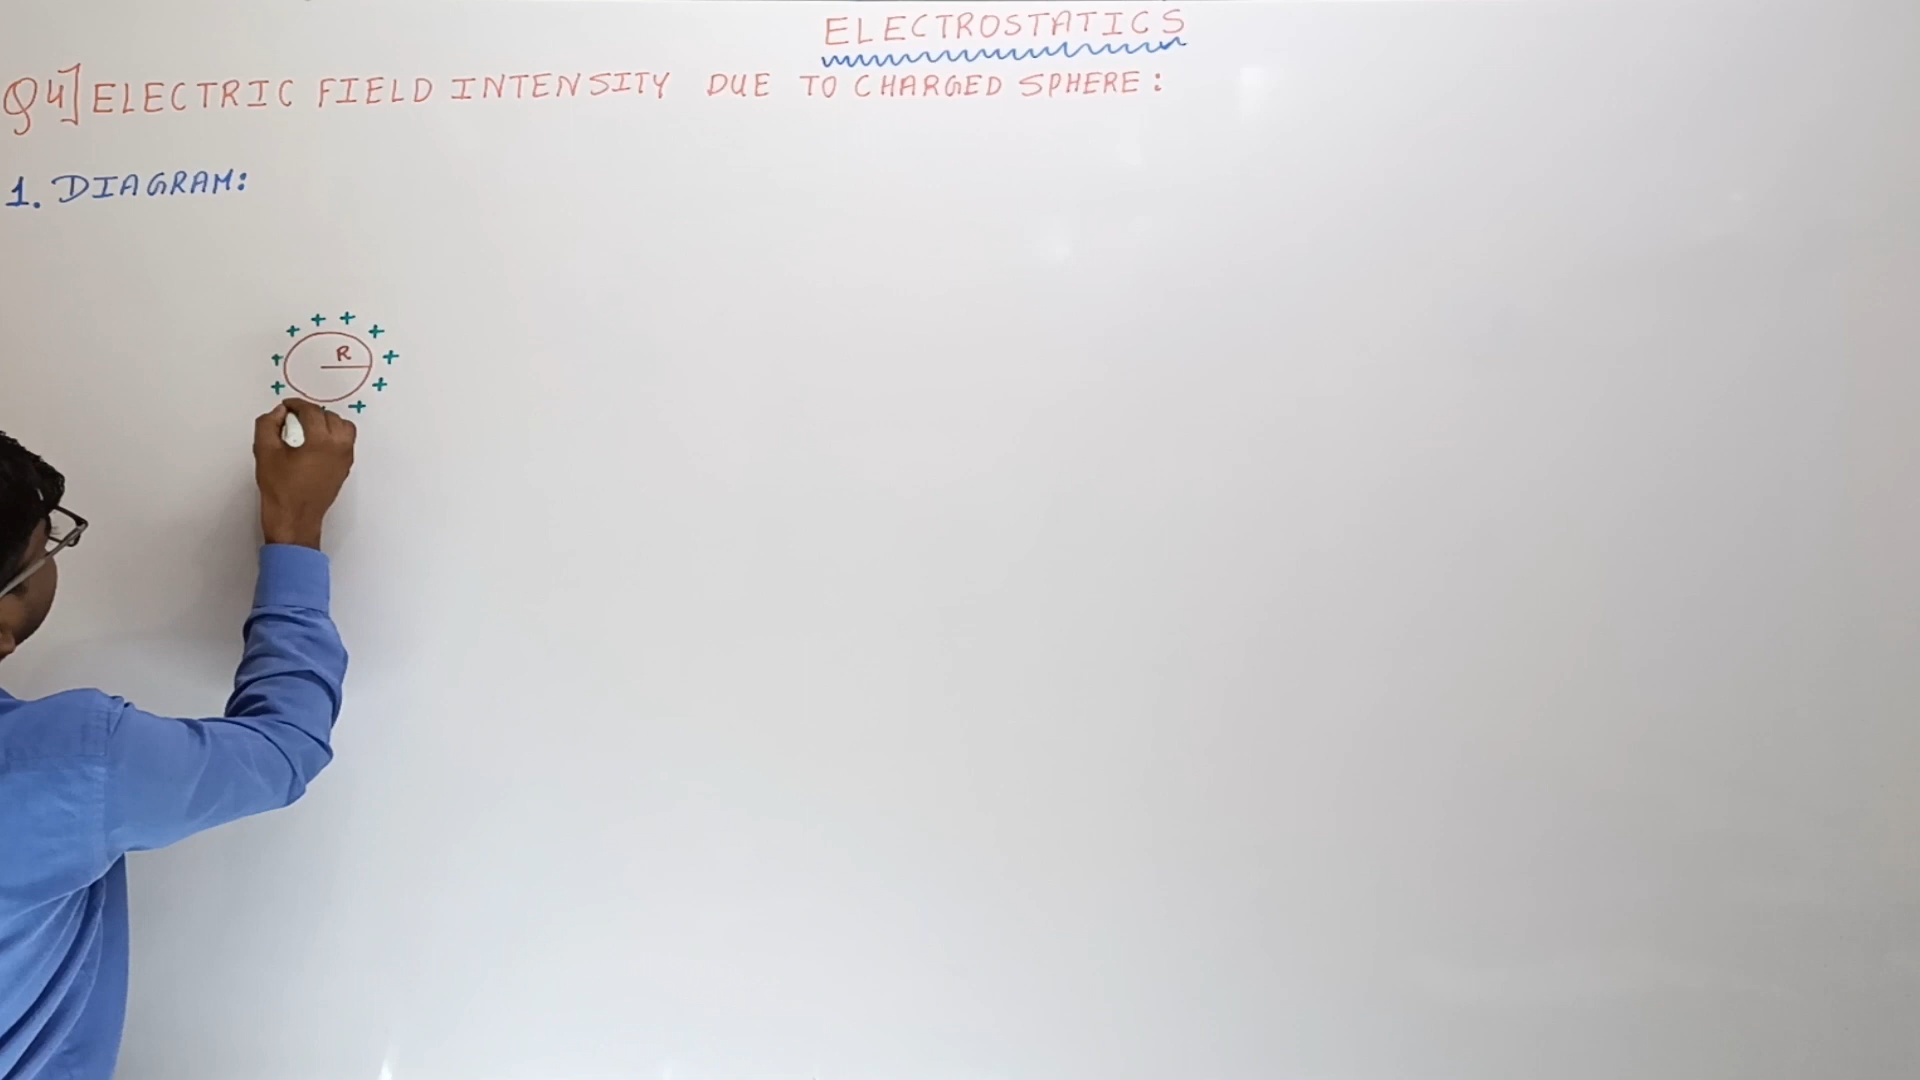 ELECTROSTATICS
Q4] ELECTRIC FIELD INTENSITY DUE TO CHARGED SPHERE:
1. DIAGRAM:
+ + + +
+ R +
+ +
+